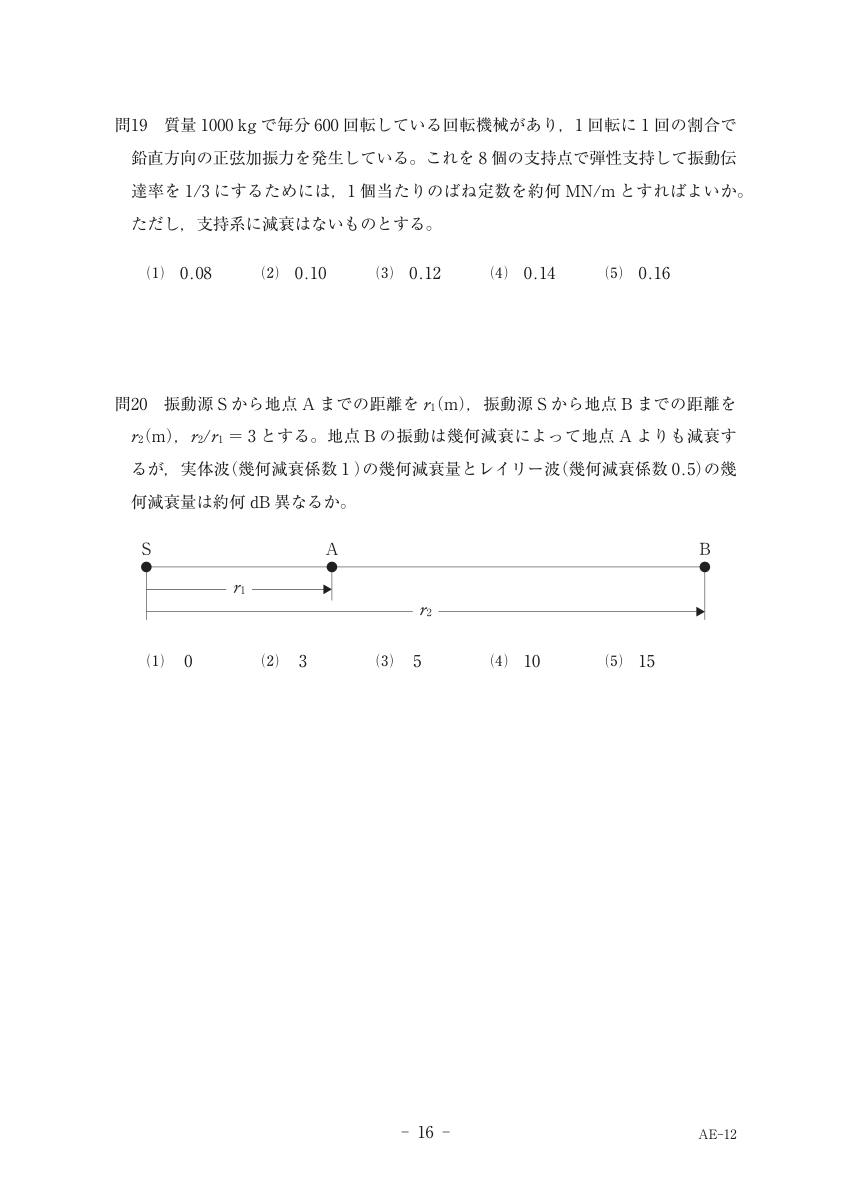 問19 質量 1000 kg で毎分 600 回転している回転機械があり，1 回転に 1 回の割合で
鉛直方向の正弦加振力を発生している。これを 8 個の支持点で弾性支持して振動伝
達率を 1/3 にするためには，1 個当たりのばね定数を約何 MN/m とすればよいか。
ただし，支持系に減衰はないものとする。
(1) 0.08 (2) 0.10 (3) 0.12 (4) 0.14 (5) 0.16
問20 振動源 S から地点 A までの距離を r1(m)，振動源 S から地点 B までの距離を
r2(m)，r2/r1 = 3 とする。地点 B の振動は幾何減衰によって地点 A よりも減衰す
るが，実体波(幾何減衰係数 1 )の幾何減衰量とレイリー波(幾何減衰係数 0.5)の幾
何減衰量は約何 dB 異なるか。
S A B
r1
r2
(1) 0 (2) 3 (3) 5 (4) 10 (5) 15
- 16 -
AE-12